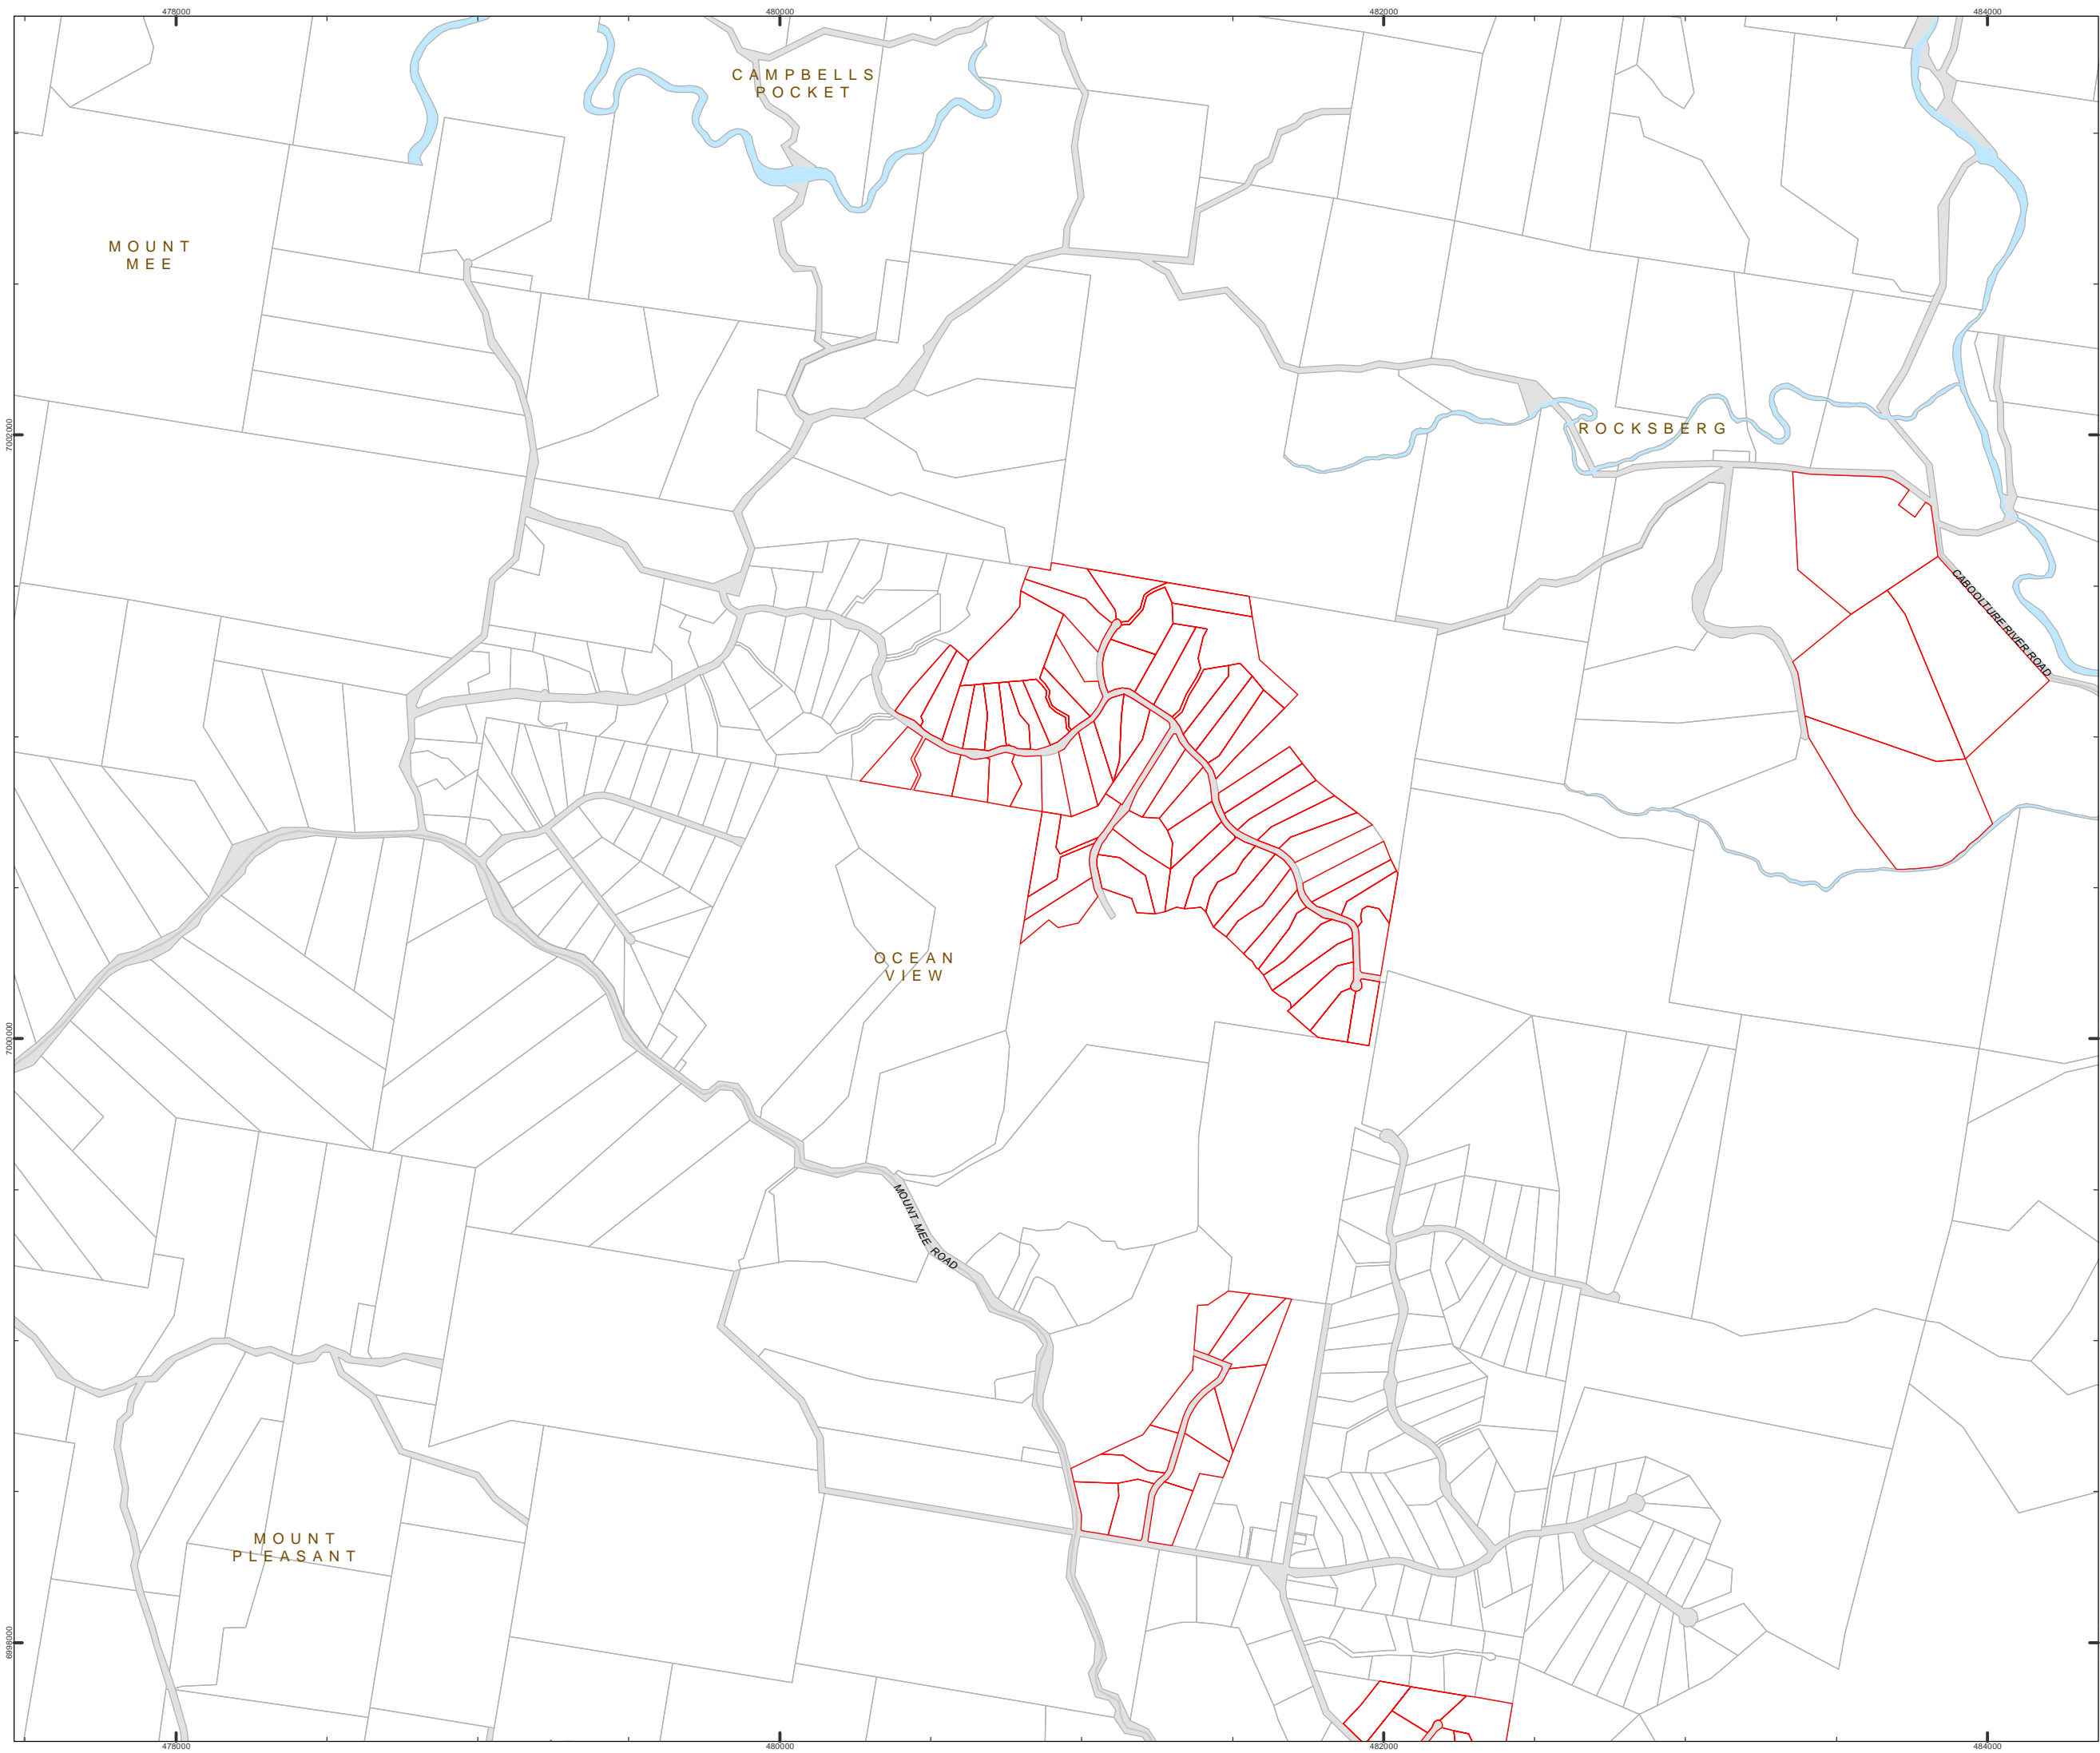 478000
480000
482000
484000
CAMPBELLS
POCKET
MOUNT
MEE
7002000
ROCKSBERG
CABOOLTURE RIVER ROAD
OCEAN
VIEW
7000000
MOUNT MEE ROAD
MOUNT
PLEASANT
6998000
478000
480000
482000
484000